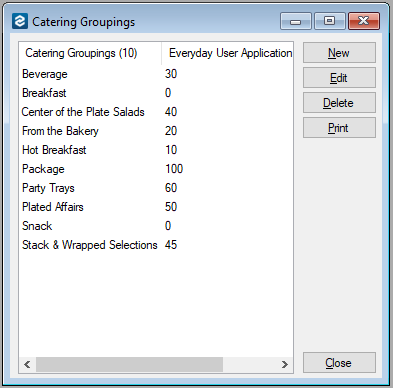 Catering Groupings
Catering Groupings (10) Everyday User Application
Beverage 30
Breakfast 0
Center of the Plate Salads 40
From the Bakery 20
Hot Breakfast 10
Package 100
Party Trays 60
Plated Affairs 50
Snack 0
Stack & Wrapped Selections 45
New
Edit
Delete
Print
Close